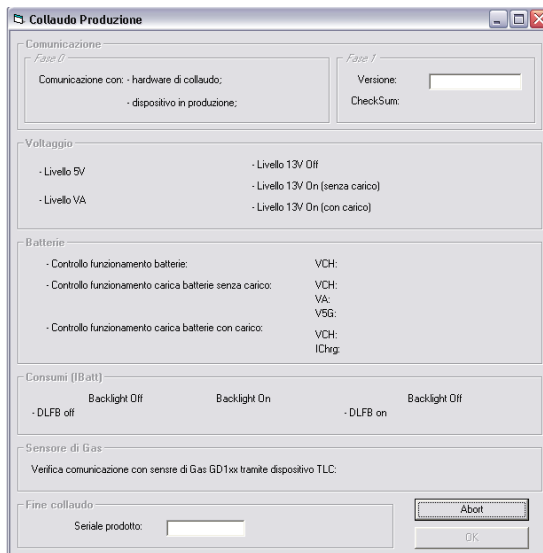 Collaudo Produzione
Comunicazione
Fase 0
Comunicazione con: - hardware di collaudo;
- dispositivo in produzione;
Fase 1
Versione:
CheckSum:
Voltaggio
- Livello 5V
- Livello VA
- Livello 13V Off
- Livello 13V On (senza carico)
- Livello 13V On (con carico)
Batterie
- Controllo funzionamento batterie: VCH:
- Controllo funzionamento carica batterie senza carico: VCH:
VA:
V5G:
- Controllo funzionamento carica batterie con carico: VCH:
IChrg:
Consumi (IBatt)
Backlight Off Backlight On Backlight Off
- DLFB off - DLFB on
Sensore di Gas
Verifica comunicazione con sensre di Gas GD1xx tramite dispositivo TLC:
Fine collaudo
Seriale prodotto:
Abort
OK